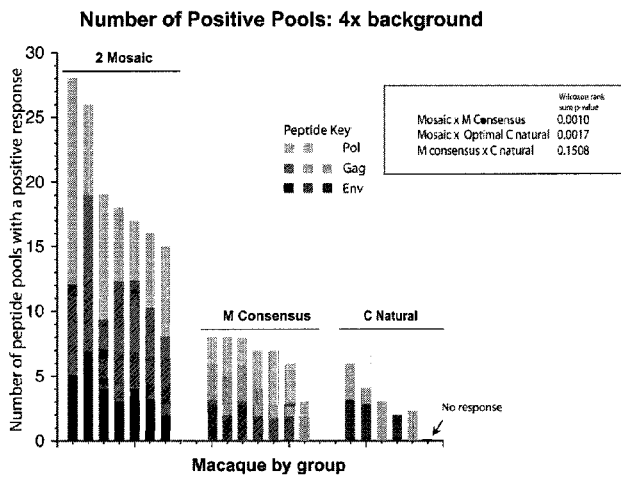 Number of Positive Pools: 4x background
Number of peptide pools with a positive response
30
25
20
15
10
5
0
2 Mosaic
M Consensus
C Natural
No response
Peptide Key
Pol
Gag
Env
Wilcoxon rank
sum p-value
Mosaic x M Consensus 0.0010
Mosaic x Optimal C natural 0.0017
M consensus x C natural 0.1508
Macaque by group